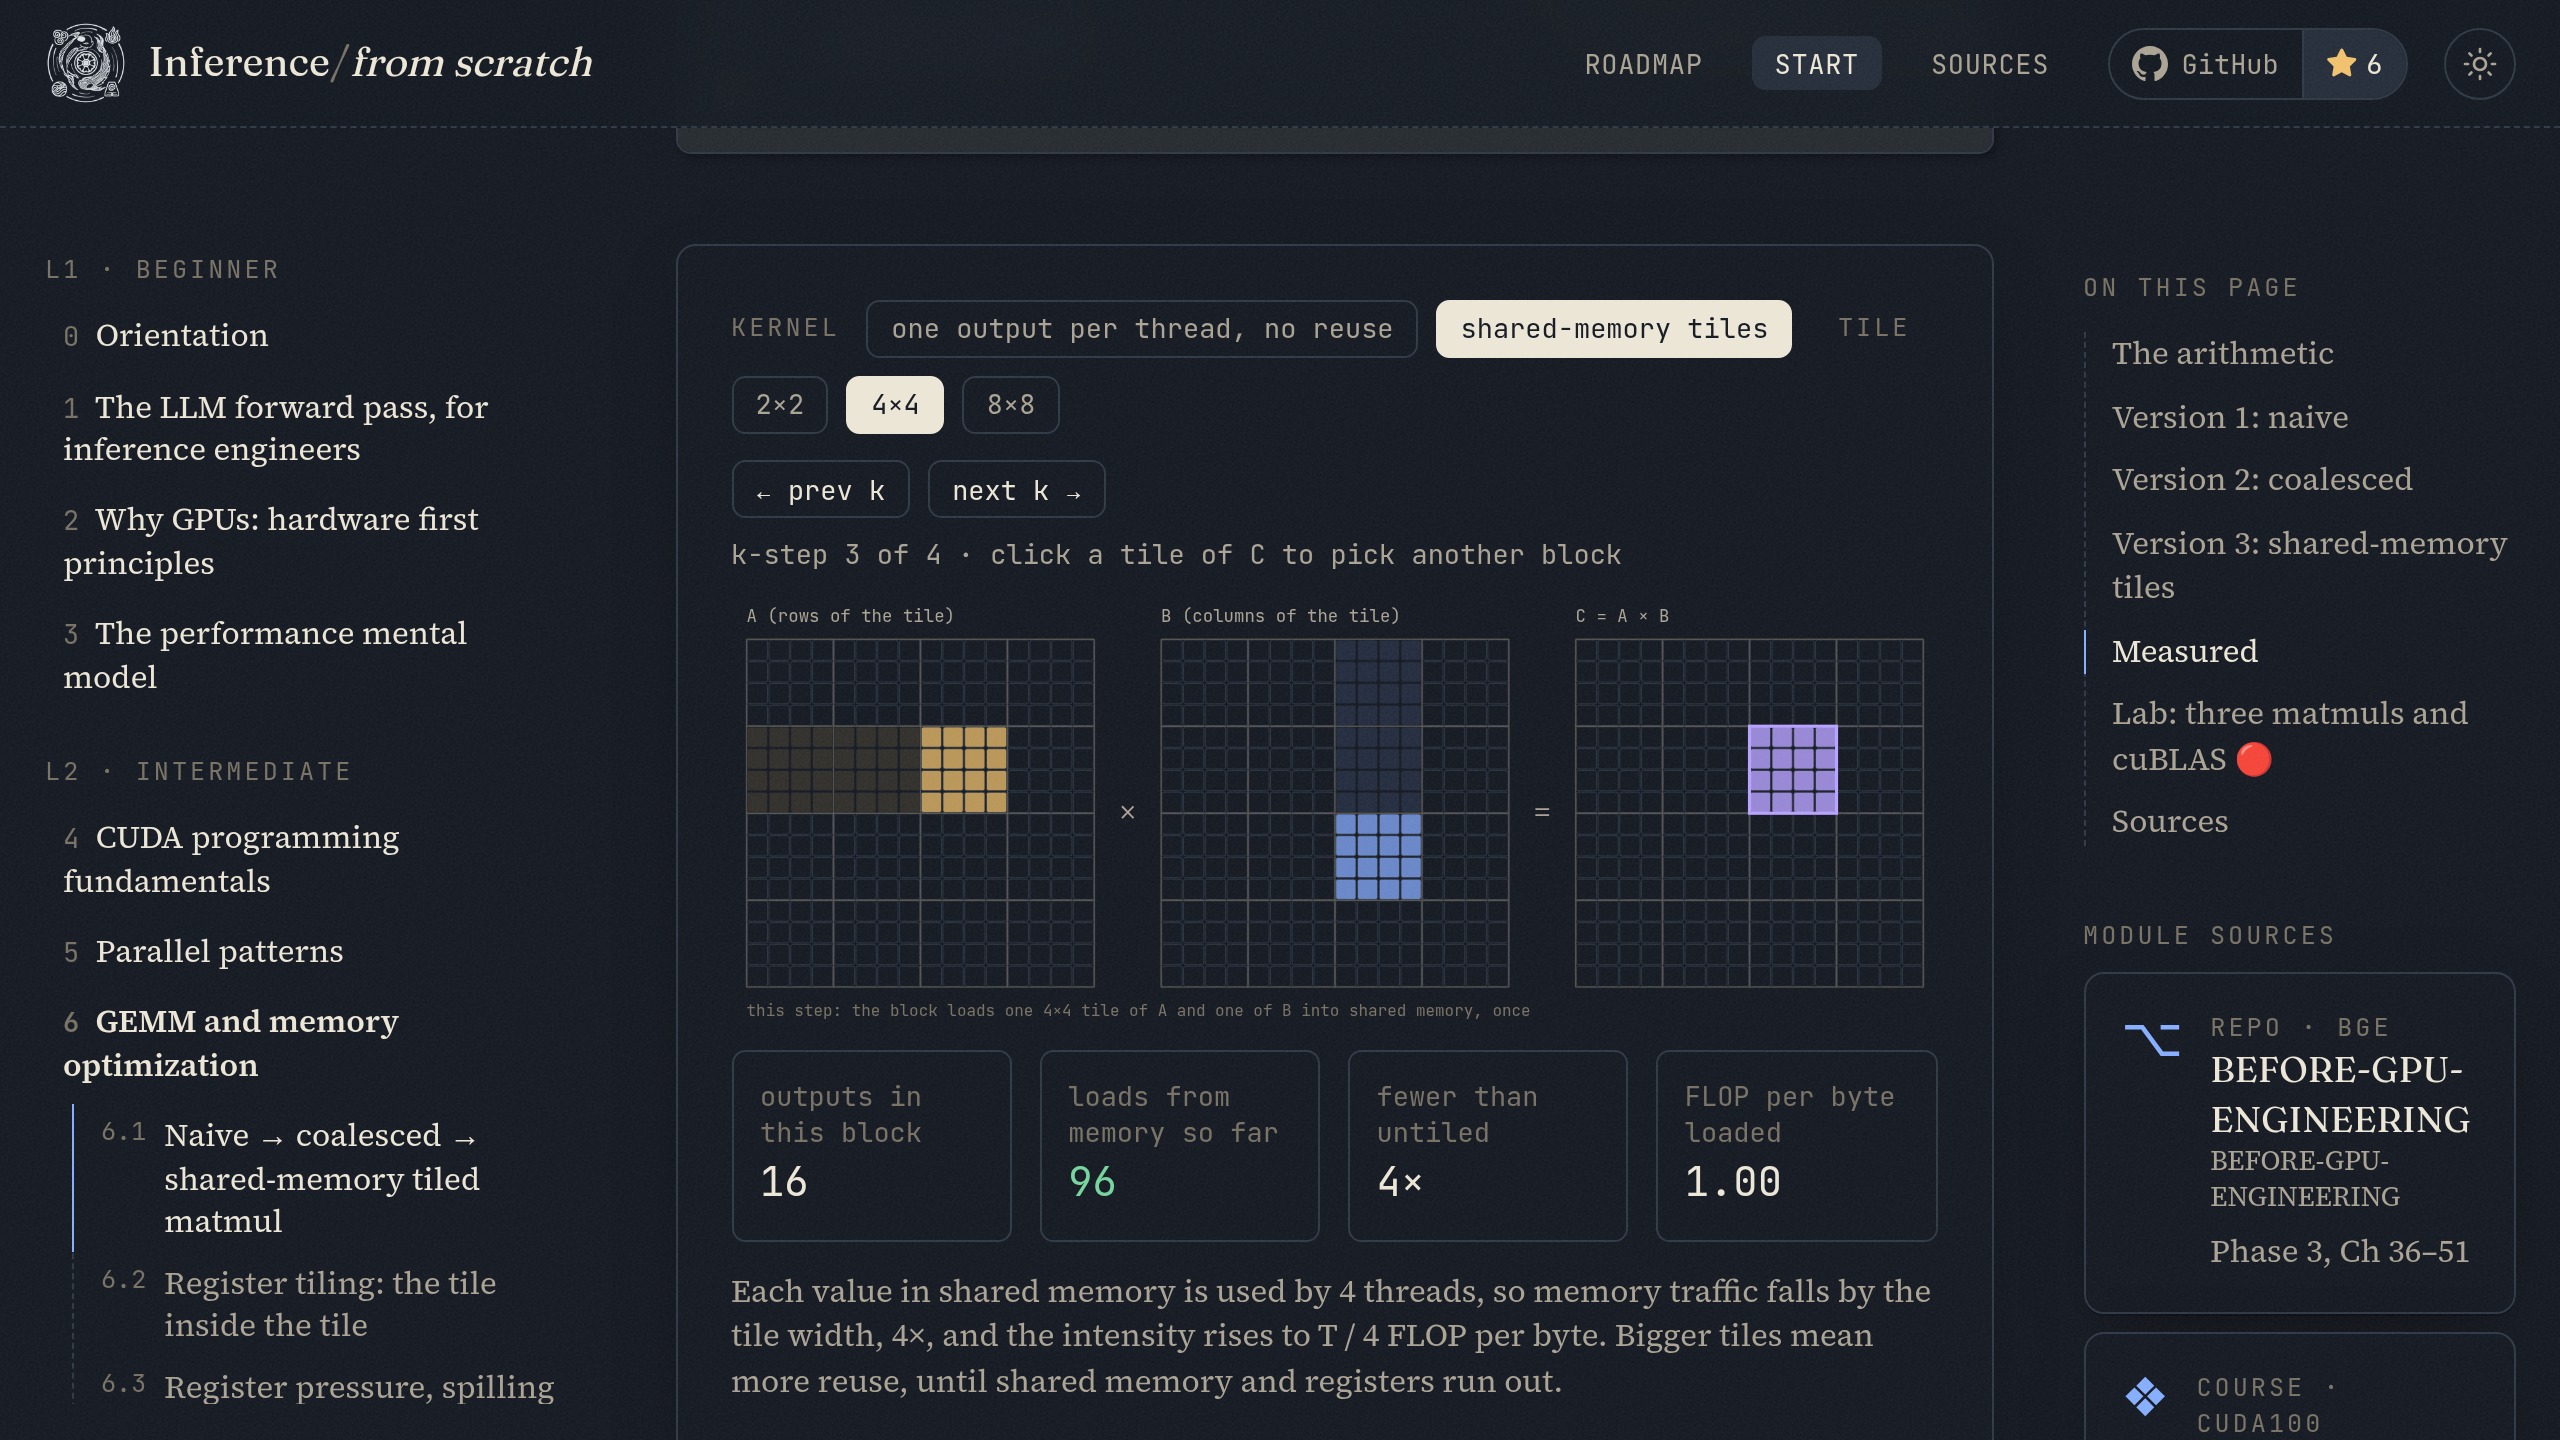 Inference/from scratch
ROADMAP
START
SOURCES
GitHub
6
L1 · BEGINNER
0 Orientation
1 The LLM forward pass, for
inference engineers
2 Why GPUs: hardware first
principles
3 The performance mental
model
L2 · INTERMEDIATE
4 CUDA programming
fundamentals
5 Parallel patterns
6 GEMM and memory
optimization
6.1 Naive → coalesced →
shared-memory tiled
matmul
6.2 Register tiling: the tile
inside the tile
6.3 Register pressure, spilling
KERNEL
one output per thread, no reuse
shared-memory tiles
TILE
2×2
4×4
8×8
← prev k
next k →
k-step 3 of 4 · click a tile of C to pick another block
A (rows of the tile)
B (columns of the tile)
C = A × B
×
=
this step: the block loads one 4×4 tile of A and one of B into shared memory, once
outputs in
this block
16
loads from
memory so far
96
fewer than
untiled
4×
FLOP per byte
loaded
1.00
Each value in shared memory is used by 4 threads, so memory traffic falls by the
tile width, 4×, and the intensity rises to T / 4 FLOP per byte. Bigger tiles mean
more reuse, until shared memory and registers run out.
ON THIS PAGE
The arithmetic
Version 1: naive
Version 2: coalesced
Version 3: shared-memory
tiles
Measured
Lab: three matmuls and
cuBLAS 🔴
Sources
MODULE SOURCES
REPO · BGE
BEFORE-GPU-
ENGINEERING
BEFORE-GPU-
ENGINEERING
Phase 3, Ch 36–51
COURSE ·
CUDA100